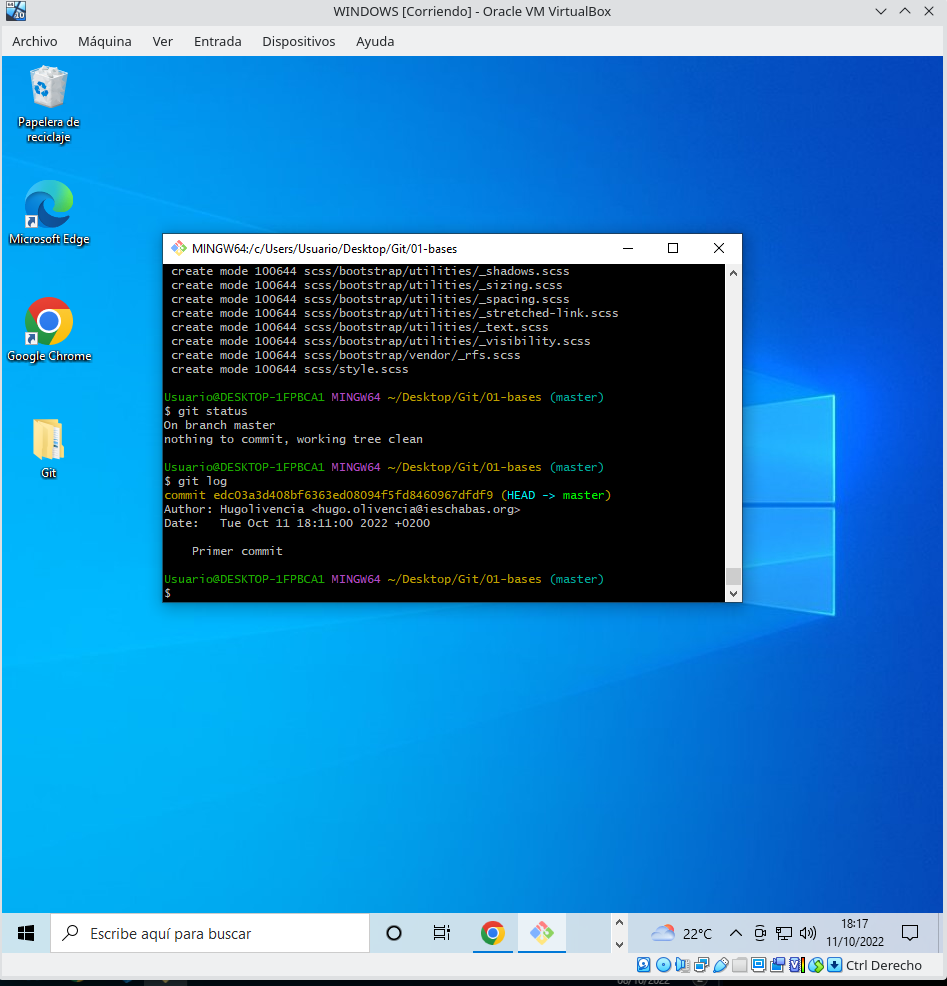 WINDOWS [Corriendo] - Oracle VM VirtualBox
Archivo Máquina Ver Entrada Dispositivos Ayuda
Papelera de
reciclaje
Microsoft Edge
Google Chrome
Git
MINGW64:/c/Users/Usuario/Desktop/Git/01-bases
create mode 100644 scss/bootstrap/utilities/_shadows.scss
create mode 100644 scss/bootstrap/utilities/_sizing.scss
create mode 100644 scss/bootstrap/utilities/_spacing.scss
create mode 100644 scss/bootstrap/utilities/_stretched-link.scss
create mode 100644 scss/bootstrap/utilities/_text.scss
create mode 100644 scss/bootstrap/utilities/_visibility.scss
create mode 100644 scss/bootstrap/vendor/_rfs.scss
create mode 100644 scss/style.scss
Usuario@DESKTOP-1FPBCA1 MINGW64 ~/Desktop/Git/01-bases (master)
$ git status
On branch master
nothing to commit, working tree clean
Usuario@DESKTOP-1FPBCA1 MINGW64 ~/Desktop/Git/01-bases (master)
$ git log
commit edc03a3d408bf6363ed08094f5fd8460967dfdf9 (HEAD -> master)
Author: Hugolivencia <hugo.olivencia@ieschabas.org>
Date:   Tue Oct 11 18:11:00 2022 +0200
Primer commit
Usuario@DESKTOP-1FPBCA1 MINGW64 ~/Desktop/Git/01-bases (master)
$
Escribe aquí para buscar
22°C
18:17
11/10/2022
Ctrl Derecho